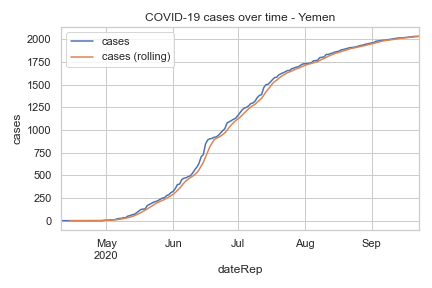 COVID-19 cases over time - Yemen
cases
cases (rolling)
2000
1750
1500
1250
1000
750
500
250
0
cases
May
2020
Jun
Jul
Aug
Sep
dateRep